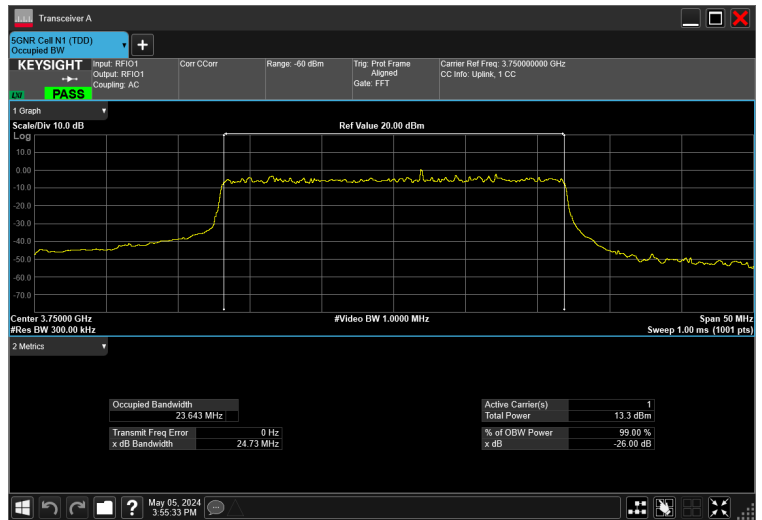 Transceiver A
5GNR Cell N1 (TDD)
Occupied BW
KEYSIGHT
LXI
PASS
Input: RFIO1
Output: RFIO1
Coupling: AC
Corr CCorr
Range: -60 dBm
Trig: Prot Frame
Aligned
Gate: FFT
Carrier Ref Freq: 3.750000000 GHz
CC Info: Uplink, 1 CC
1 Graph
Scale/Div 10.0 dB
Ref Value 20.00 dBm
Log
10.0
0.00
-10.0
-20.0
-30.0
-40.0
-50.0
-60.0
-70.0
Center 3.75000 GHz
#Video BW 1.0000 MHz
Span 50 MHz
#Res BW 300.00 kHz
Sweep 1.00 ms (1001 pts)
2 Metrics
Occupied Bandwidth
23.643 MHz
Transmit Freq Error 0 Hz
x dB Bandwidth 24.73 MHz
Active Carrier(s) 1
Total Power 13.3 dBm
% of OBW Power 99.00 %
x dB -26.00 dB
May 05, 2024
3:55:33 PM